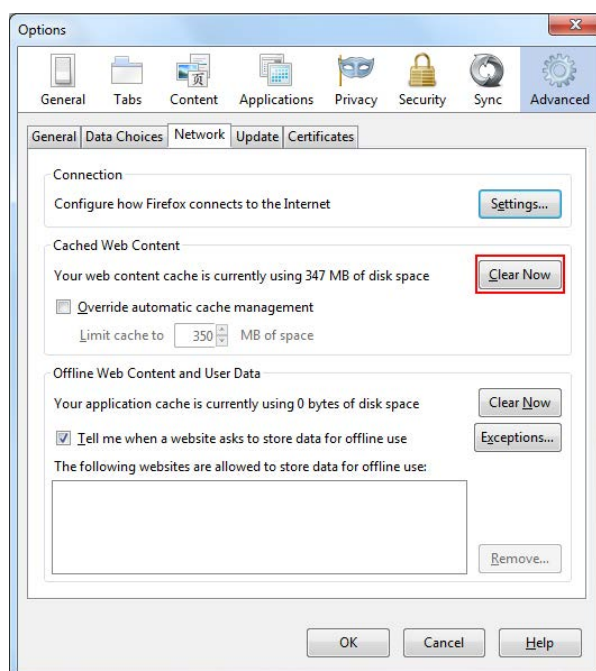 Options
General Tabs Content Applications Privacy Security Sync Advanced
General Data Choices Network Update Certificates
Connection
Configure how Firefox connects to the Internet Settings...
Cached Web Content
Your web content cache is currently using 347 MB of disk space Clear Now
Override automatic cache management
Limit cache to 350 MB of space
Offline Web Content and User Data
Your application cache is currently using 0 bytes of disk space Clear Now
Tell me when a website asks to store data for offline use Exceptions...
The following websites are allowed to store data for offline use:
Remove...
OK Cancel Help